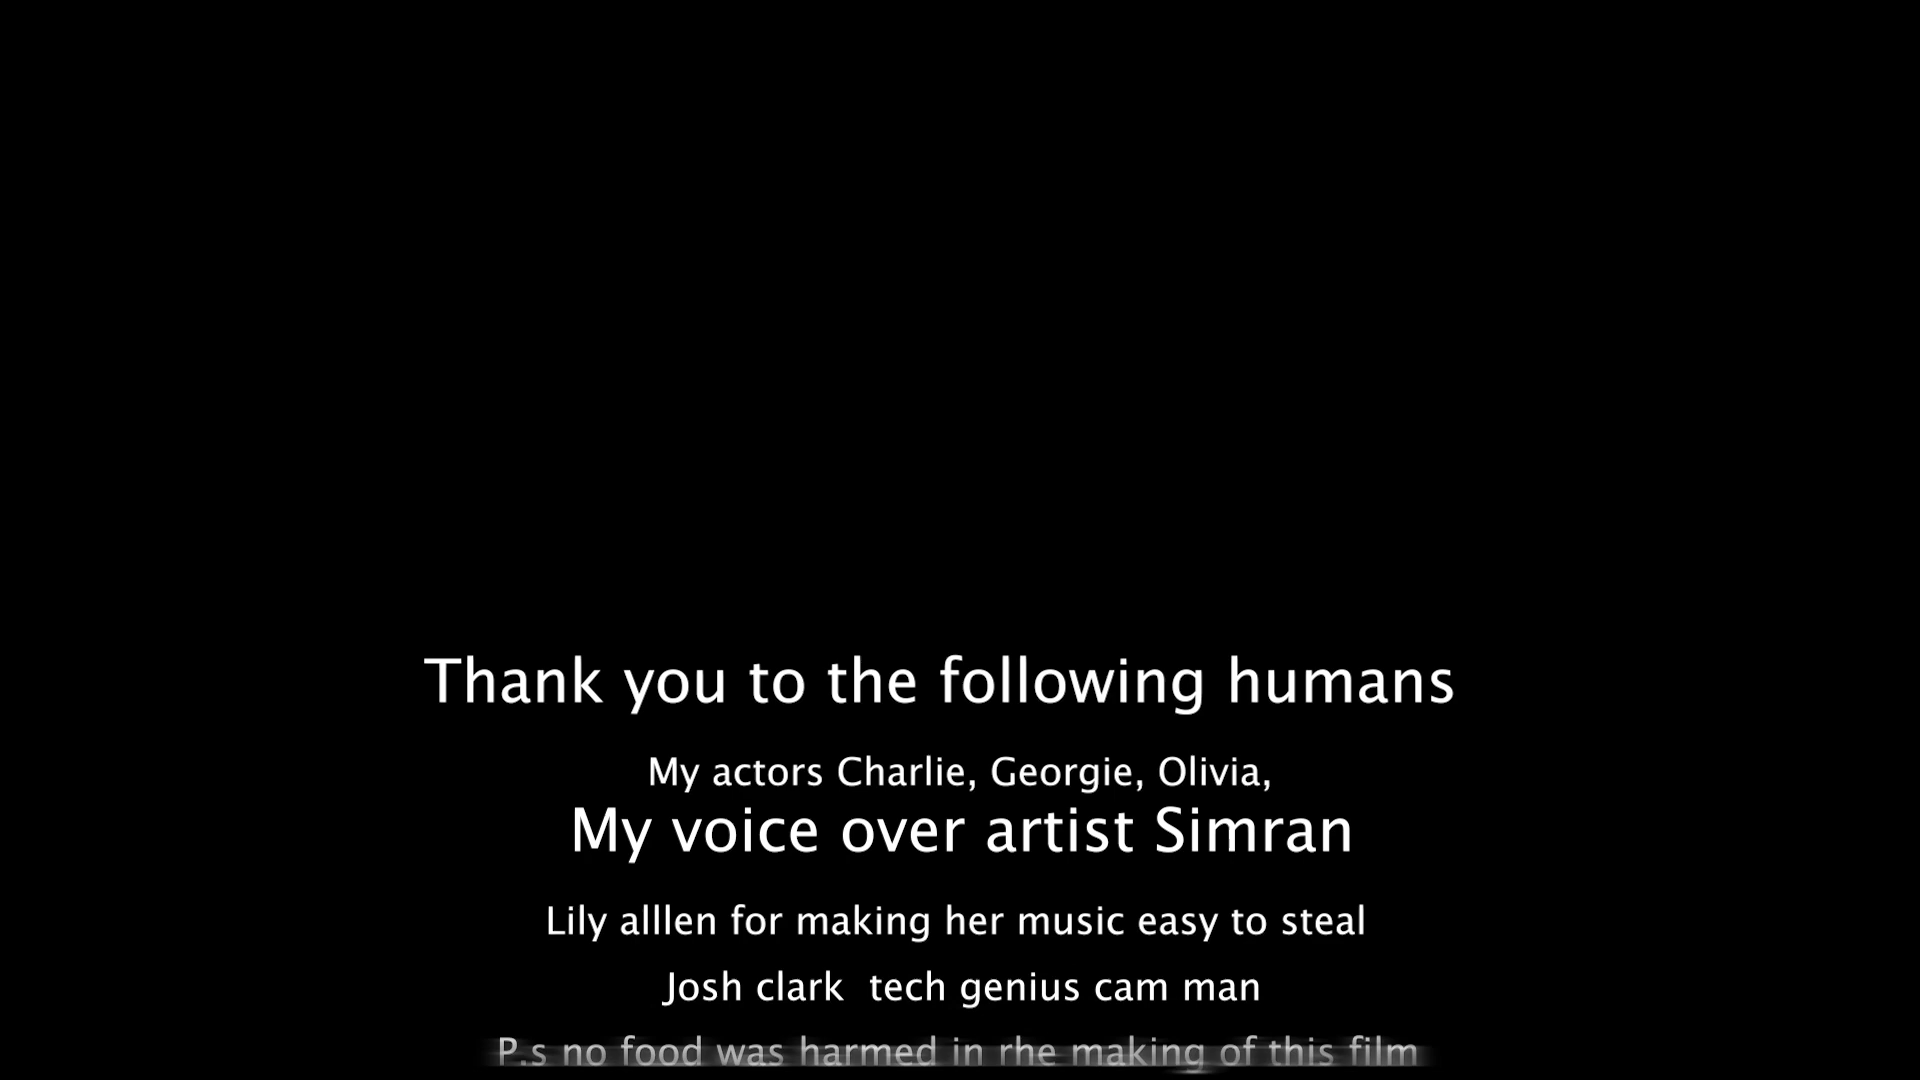 Thank you to the following humans
My actors Charlie, Georgie, Olivia,
My voice over artist Simran
Lily alllen for making her music easy to steal
Josh clark  tech genius cam man
P.s no food was harmed in rhe making of this film